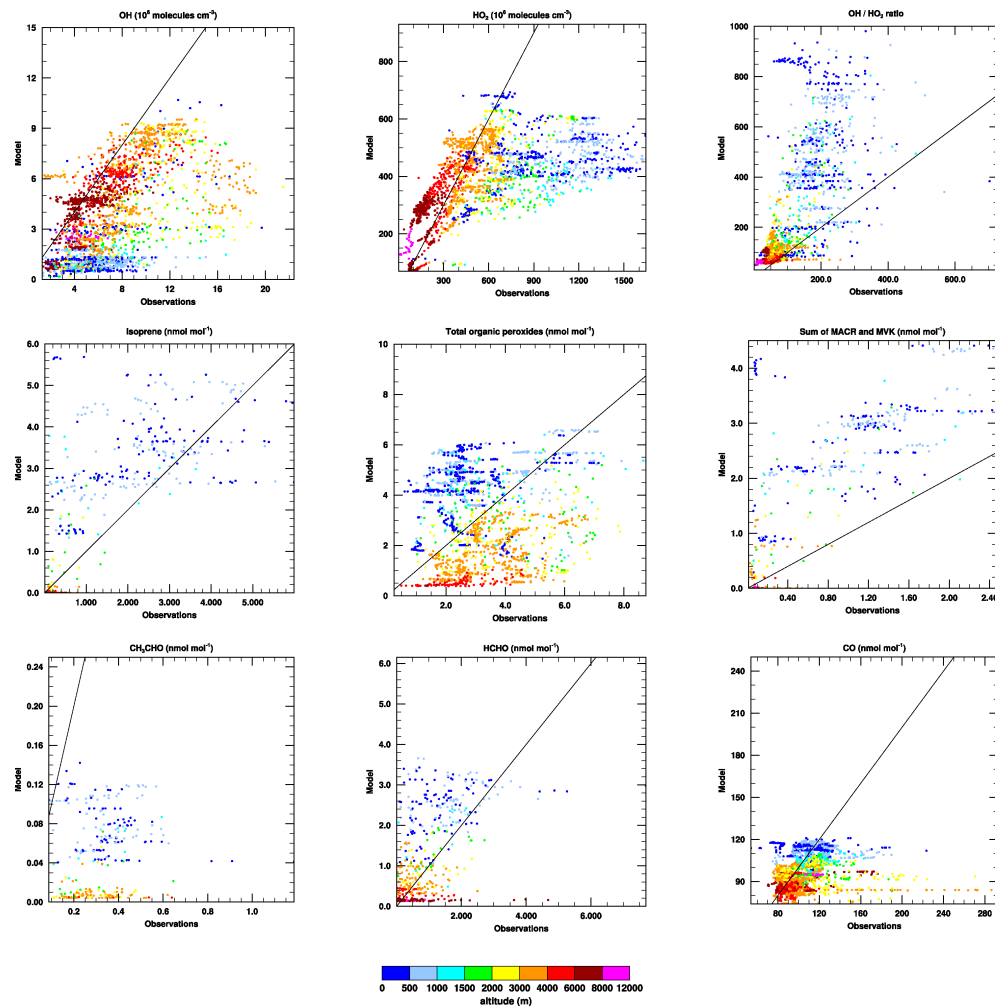 OH (10⁶ molecules cm⁻³)
15
12
9
6
3
0
Model
4 8 12 16 20
Observations
HO₂ (10⁶ molecules cm⁻³)
800
600
400
200
Model
300 600 900 1200 1500
Observations
OH / HO₂ ratio
1000
800
600
400
200
Model
200.0 400.0 600.0
Observations
Isoprene (nmol mol⁻¹)
6.0
5.0
4.0
3.0
2.0
1.0
0.0
Model
1.000 2.000 3.000 4.000 5.000
Observations
Total organic peroxides (nmol mol⁻¹)
10
8
6
4
2
0
Model
2.0 4.0 6.0 8.0
Observations
Sum of MACR and MVK (nmol mol⁻¹)
4.0
3.0
2.0
1.0
0.0
Model
0.40 0.80 1.20 1.60 2.00 2.40
Observations
CH₃CHO (nmol mol⁻¹)
0.24
0.20
0.16
0.12
0.08
0.04
0.00
Model
0.2 0.4 0.6 0.8 1.0
Observations
HCHO (nmol mol⁻¹)
6.0
5.0
4.0
3.0
2.0
1.0
0.0
Model
2.000 4.000 6.000
Observations
CO (nmol mol⁻¹)
240
210
180
150
120
90
Model
80 120 160 200 240 280
Observations
0 500 1000 1500 2000 3000 4000 6000 8000 12000
altitude (m)